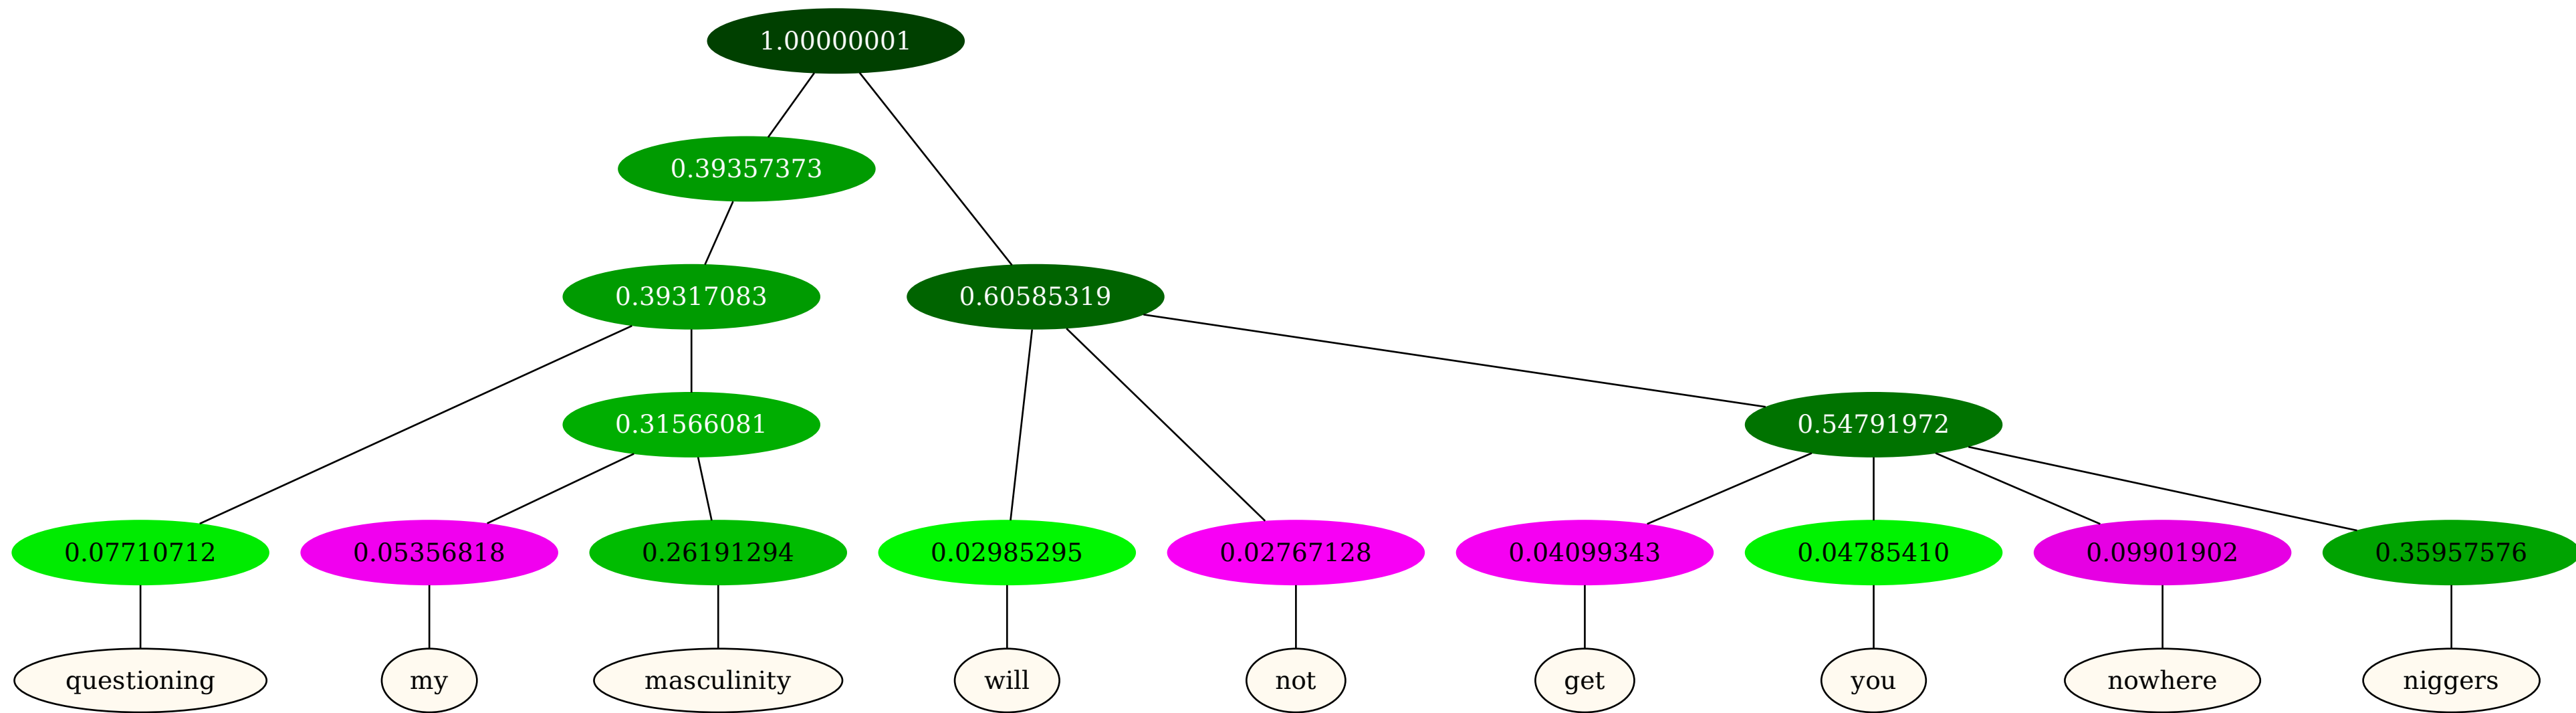 1.00000001
0.39357373
0.39317083 0.60585319
0.31566081 0.54791972
0.07710712 0.05356818 0.26191294 0.02985295 0.02767128 0.04099343 0.04785410 0.09901902 0.35957576
questioning my masculinity will not get you nowhere niggers